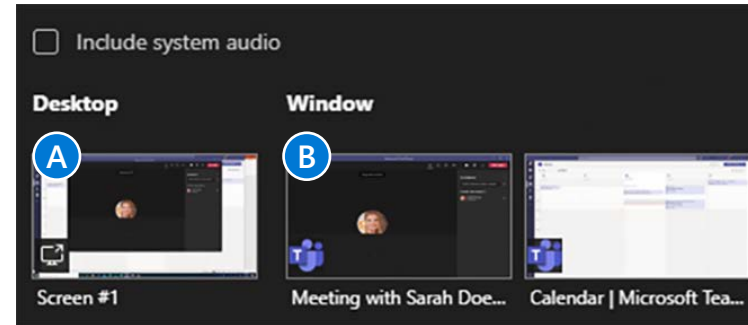 Include system audio
Desktop
Window
A
B
Screen #1
Meeting with Sarah Doe...
Calendar | Microsoft Tea...